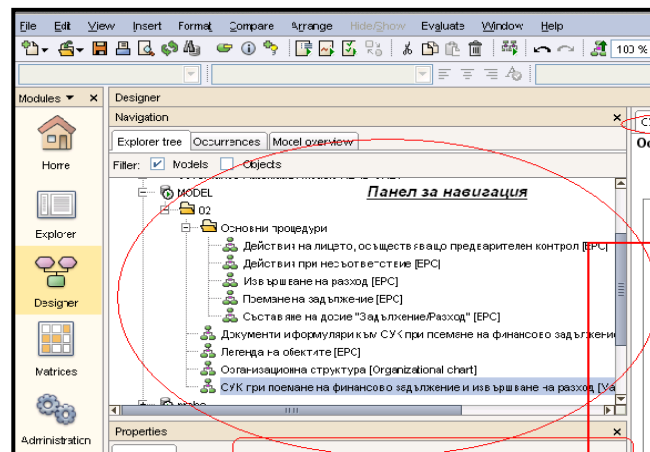 File Edit View Insert Format Compare Arrange Hide/Show Evaluate Window Help
100 %
Modules
Designer
Navigation
Explorer tree Occurrences Model overview
Filter: Models Objects
Home
Explorer
Designer
Matrices
Administration
Панел за навигация
MODEL
02
Основни процедури
Действия на лицето, осъществяващо предварителен контрол [EPC]
Действия при несъответствие [EPC]
Извършване на разход [EPC]
Поемане на задължение [EPC]
Съставяне на досие "Задължение/Разход" [EPC]
Документи и формуляри към СУК при поемане на финансово задължени
Легенда на обектите [EPC]
Организационна структура [Organizational chart]
СУК при поемане на финансово задължение и извършване на разход [Va
Properties